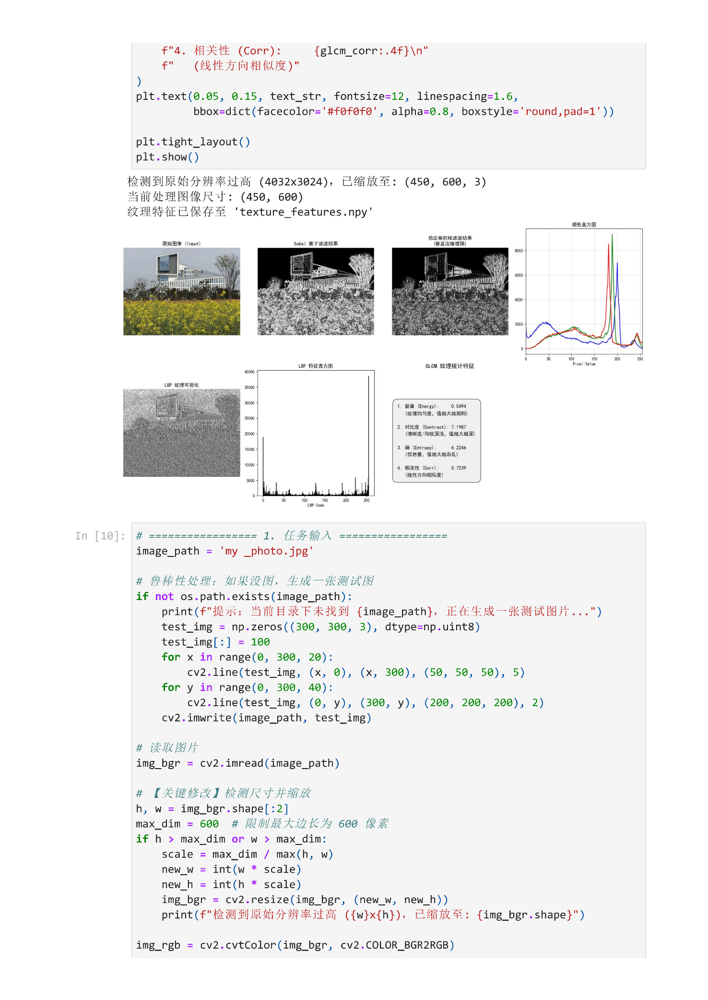 f"4. 相关性 (Corr):     {glcm_corr:.4f}\n"
    f"   (线性方向相似度)"
)
plt.text(0.05, 0.15, text_str, fontsize=12, linespacing=1.6,
         bbox=dict(facecolor='#f0f0f0', alpha=0.8, boxstyle='round,pad=1'))
plt.tight_layout()
plt.show()
检测到原始分辨率过高 (4032x3024)，已缩放至: (450, 600, 3)
当前处理图像尺寸: (450, 600)
纹理特征已保存至 'texture_features.npy'
原始图像 (Input)
Sobel 算子滤波结果
给定卷积核滤波结果
(垂直边缘增强)
颜色直方图
8000
6000
4000
2000
0
0 50 100 150 200 250
Pixel Value
LBP 纹理可视化
LBP 特征直方图
40000
35000
30000
25000
20000
15000
10000
5000
0
0 50 100 150 200 250
LBP Code
GLCM 纹理统计特征
1. 能量 (Energy): 0.0494
(纹理均匀度，值越大越规则)
2. 对比度 (Contrast): 7.1987
(清晰度/沟纹深浅，值越大越深)
3. 熵 (Entropy): 6.2246
(信息量，值越大越杂乱)
4. 相关性 (Corr): 0.7239
(线性方向相似度)
In [10]:
# ================= 1. 任务输入 =================
image_path = 'my _photo.jpg'
# 鲁棒性处理：如果没图，生成一张测试图
if not os.path.exists(image_path):
    print(f"提示：当前目录下未找到 {image_path}，正在生成一张测试图片...")
    test_img = np.zeros((300, 300, 3), dtype=np.uint8)
    test_img[:] = 100
    for x in range(0, 300, 20):
        cv2.line(test_img, (x, 0), (x, 300), (50, 50, 50), 5)
    for y in range(0, 300, 40):
        cv2.line(test_img, (0, y), (300, y), (200, 200, 200), 2)
    cv2.imwrite(image_path, test_img)
# 读取图片
img_bgr = cv2.imread(image_path)
# 【关键修改】检测尺寸并缩放
h, w = img_bgr.shape[:2]
max_dim = 600  # 限制最大边长为 600 像素
if h > max_dim or w > max_dim:
    scale = max_dim / max(h, w)
    new_w = int(w * scale)
    new_h = int(h * scale)
    img_bgr = cv2.resize(img_bgr, (new_w, new_h))
    print(f"检测到原始分辨率过高 ({w}x{h})，已缩放至: {img_bgr.shape}")
img_rgb = cv2.cvtColor(img_bgr, cv2.COLOR_BGR2RGB)